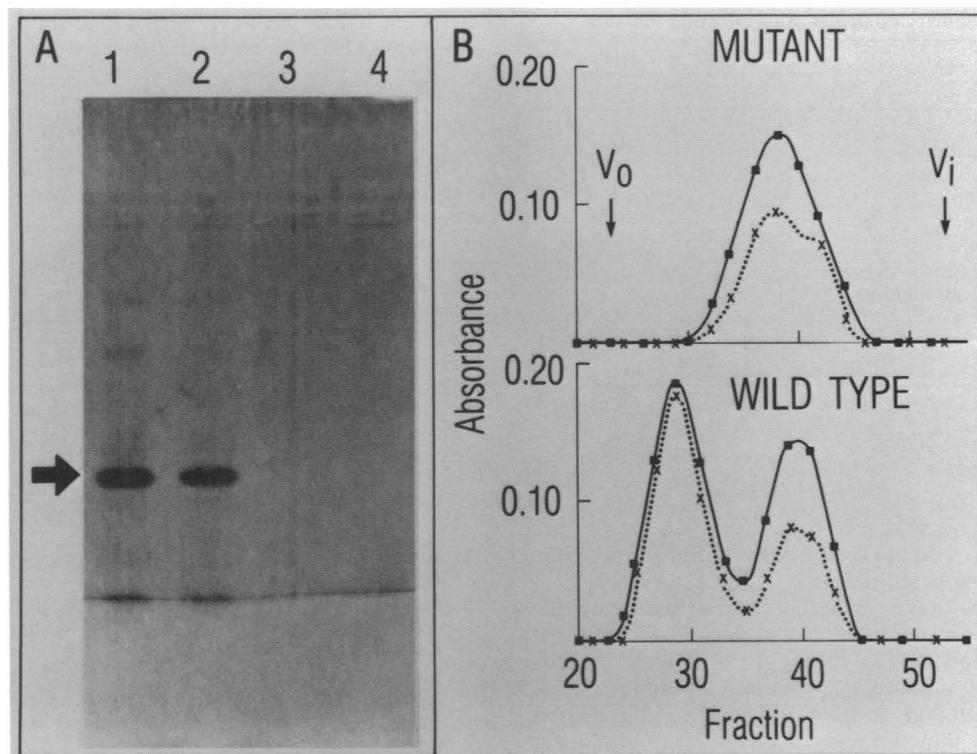 A
1 2 3 4
B
MUTANT
0.20
Vo
Vi
0.10
Absorbance
0.20
WILD TYPE
0.10
20 30 40 50
Fraction